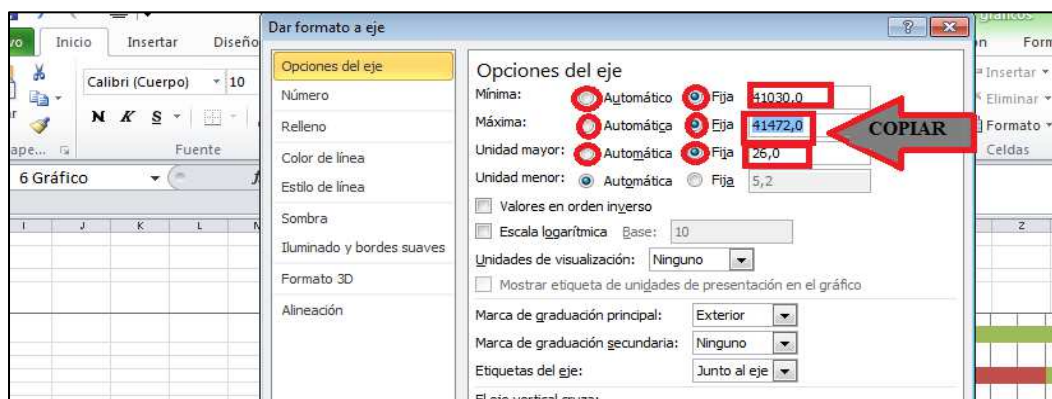 gráficos
Dar formato a eje
Inicio Insertar Diseño
Calibri (Cuerpo) 10
N K S
Fuente
6 Gráfico
I J K L
Opciones del eje
Número
Relleno
Color de línea
Estilo de línea
Sombra
Iluminado y bordes suaves
Formato 3D
Alineación
Opciones del eje
Mínima: Automático Fija 41030,0
Máxima: Automática Fija 41472,0
Unidad mayor: Automática Fija 26,0
Unidad menor: Automática Fija 5,2
Valores en orden inverso
Escala logarítmica Base: 10
Unidades de visualización: Ninguno
Mostrar etiqueta de unidades de presentación en el gráfico
Marca de graduación principal: Exterior
Marca de graduación secundaria: Ninguno
Etiquetas del eje: Junto al eje
El eje vertical cruza:
COPIAR
Insertar
Eliminar
Formato
Celdas
Z